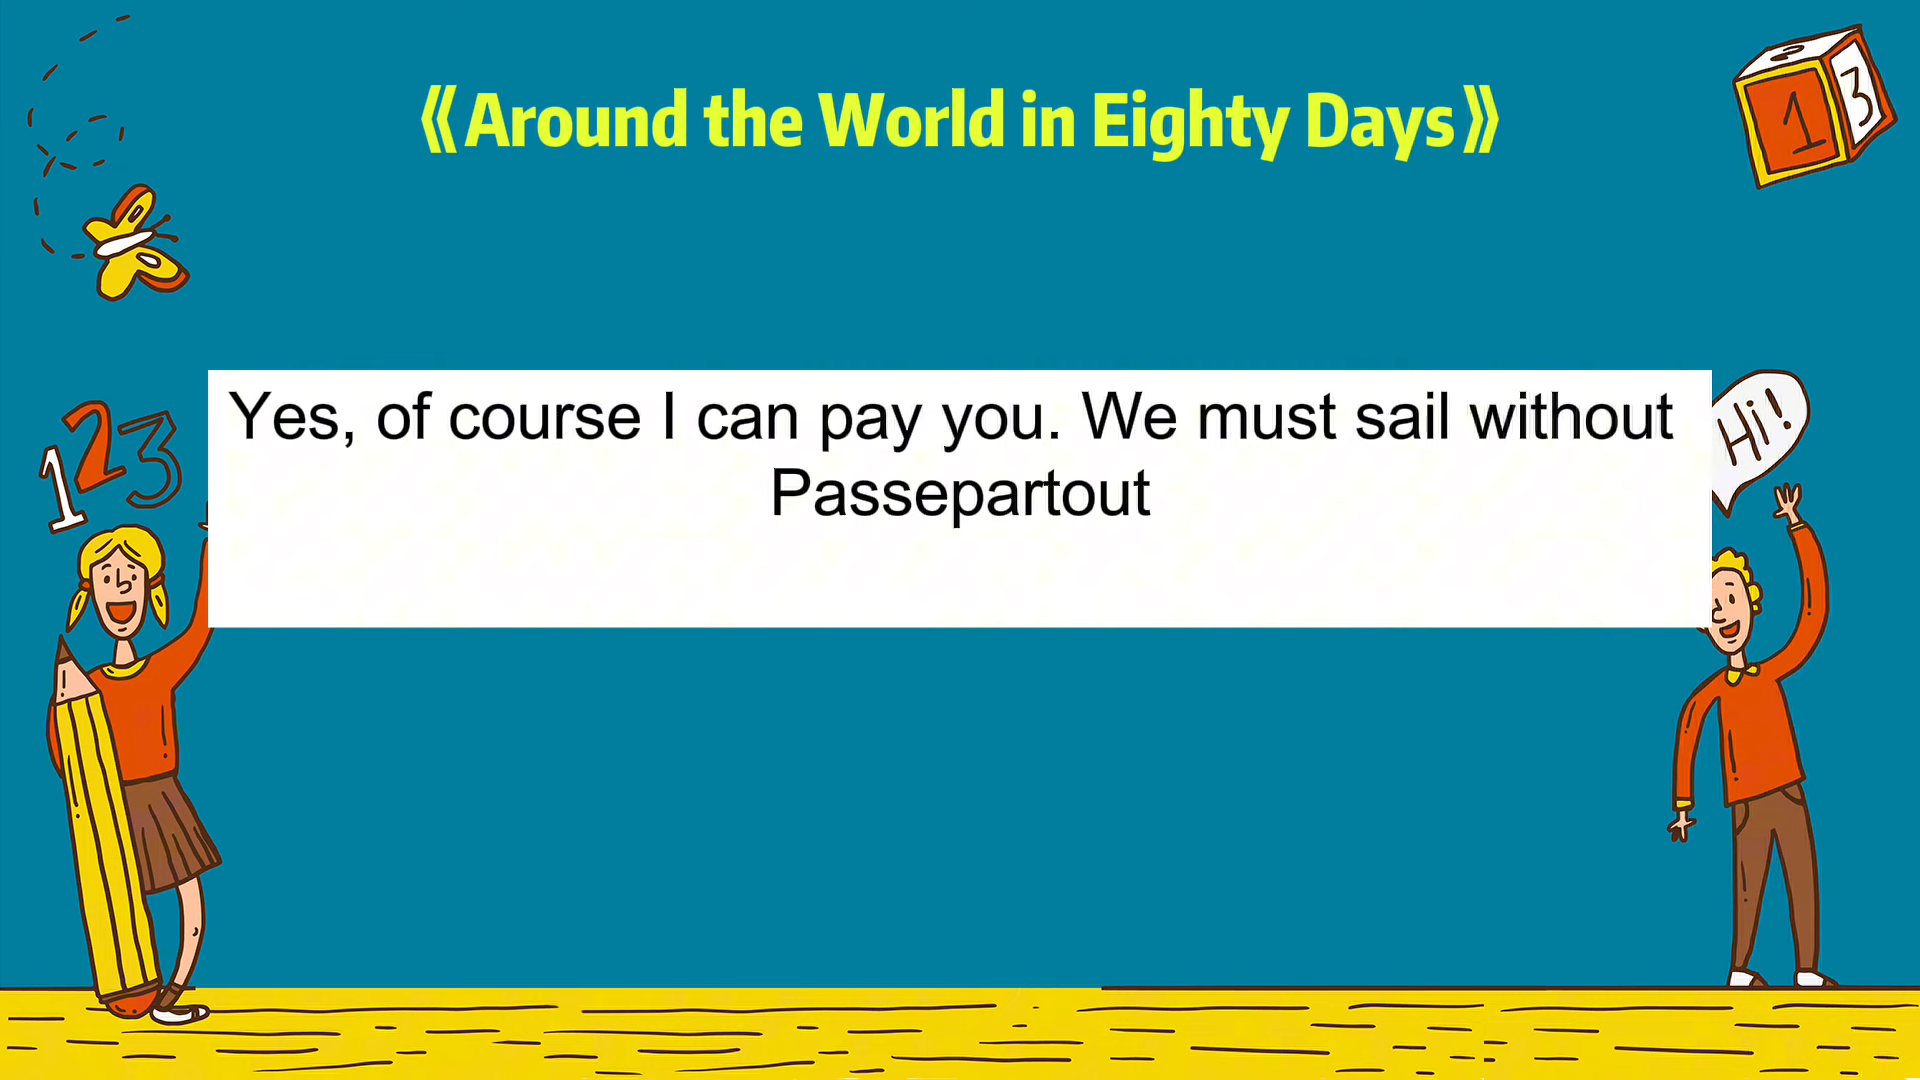 《Around the World in Eighty Days》
1 3
123
Yes, of course I can pay you. We must sail without
Passepartout
Hi!